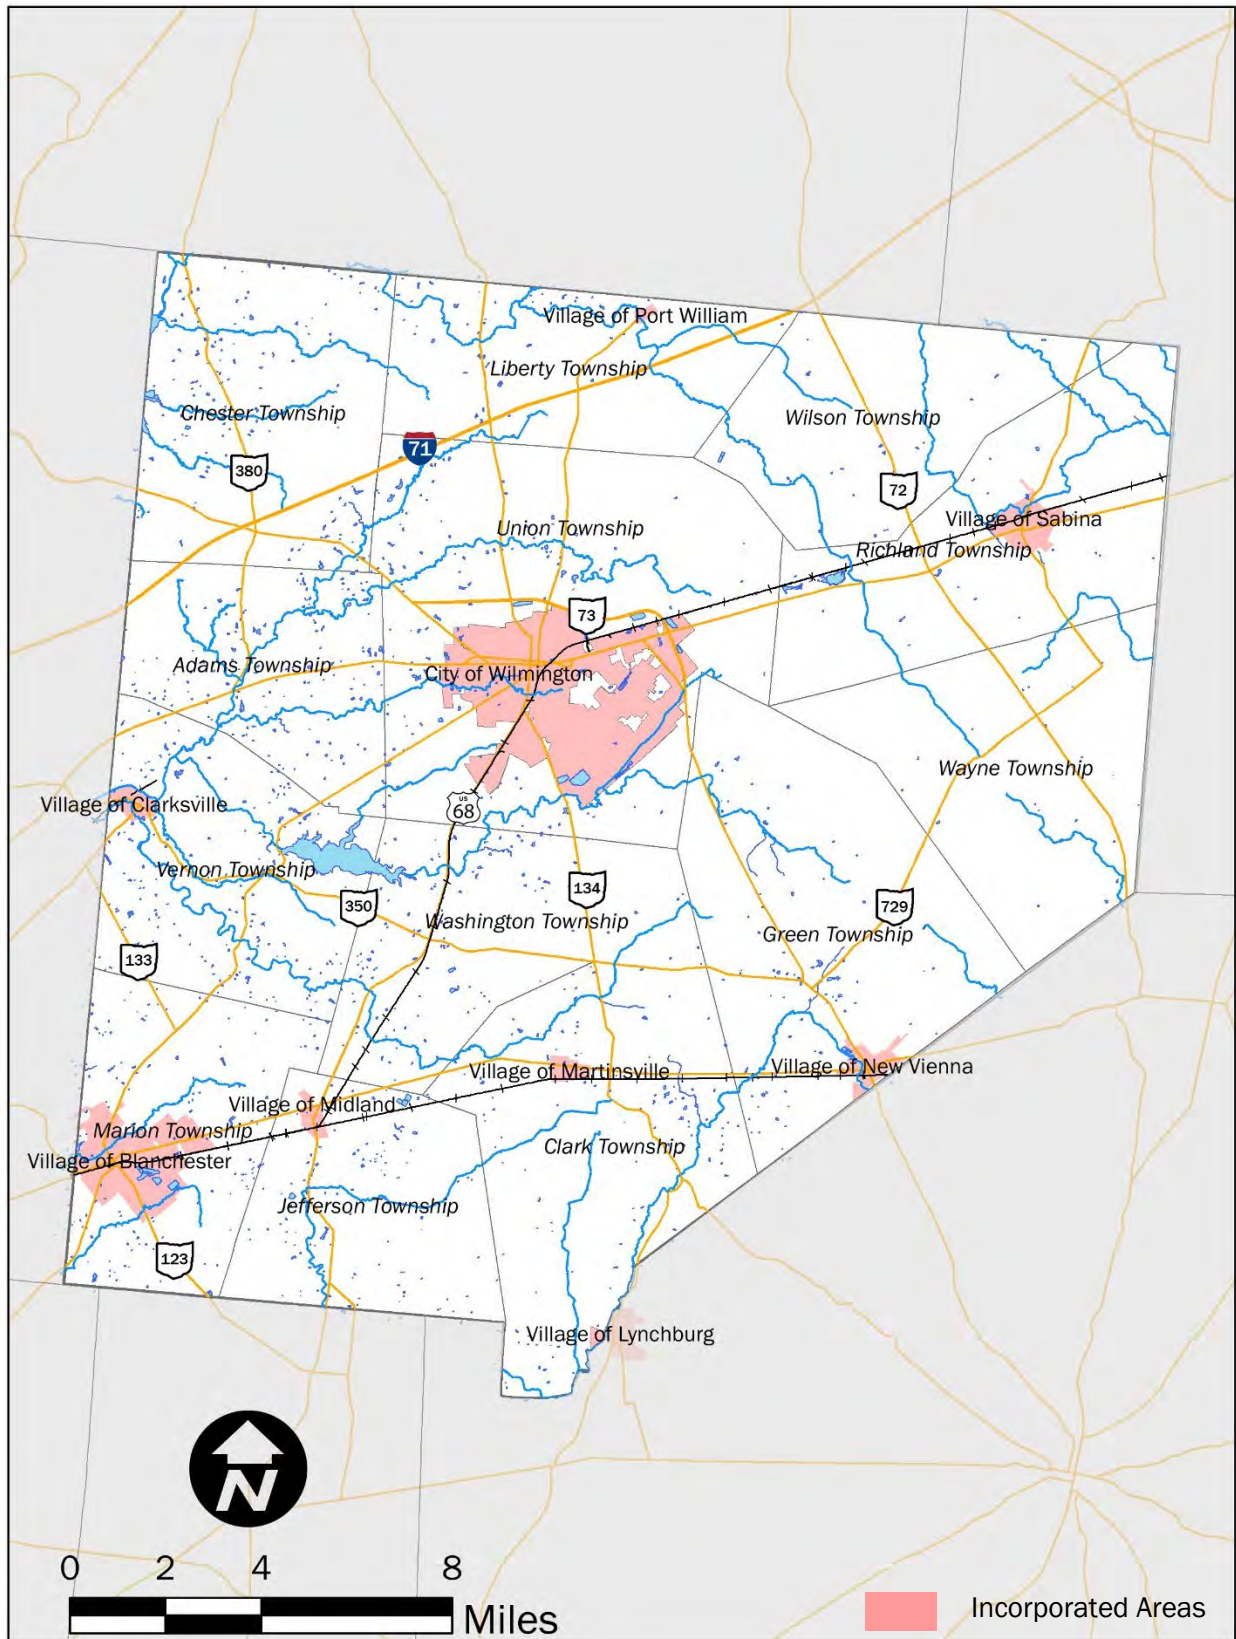 Village of Port William
Liberty Township
Chester Township
Wilson Township
71
380
72
Village of Sabina
Union Township
Richland Township
73
Adams Township
City of Wilmington
Wayne Township
Village of Clarksville
US
68
Vernon Township
134
350
729
Washington Township
Green Township
133
Village of Martinsville
Village of New Vienna
Village of Midland
Marion Township
Clark Township
Village of Blanchester
Jefferson Township
123
Village of Lynchburg
N
0 2 4 8
Miles
Incorporated Areas